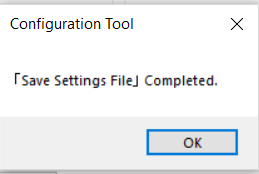 Configuration Tool
「Save Settings File」 Completed.
OK